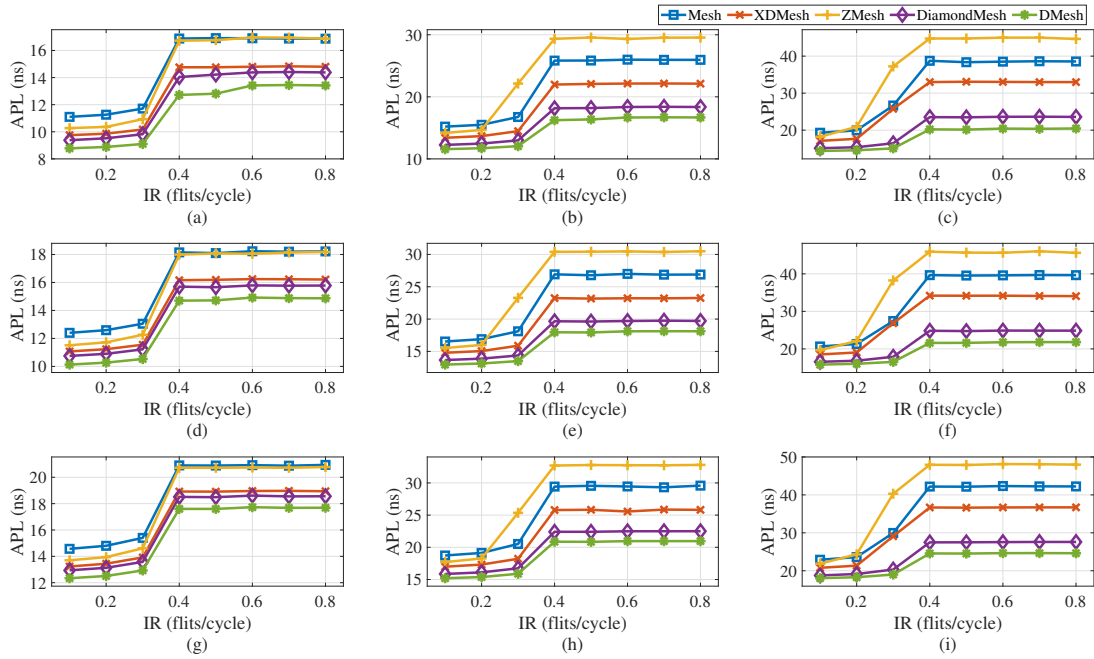 Mesh XDMesh ZMesh DiamondMesh DMesh
APL (ns)
16
14
12
10
8
0.2 0.4 0.6 0.8
IR (flits/cycle)
(a)
APL (ns)
30
20
10
0.2 0.4 0.6 0.8
IR (flits/cycle)
(b)
APL (ns)
40
30
20
0.2 0.4 0.6 0.8
IR (flits/cycle)
(c)
APL (ns)
18
16
14
12
10
0.2 0.4 0.6 0.8
IR (flits/cycle)
(d)
APL (ns)
30
25
20
15
0.2 0.4 0.6 0.8
IR (flits/cycle)
(e)
APL (ns)
40
30
20
0.2 0.4 0.6 0.8
IR (flits/cycle)
(f)
APL (ns)
20
18
16
14
12
0.2 0.4 0.6 0.8
IR (flits/cycle)
(g)
APL (ns)
30
25
20
15
0.2 0.4 0.6 0.8
IR (flits/cycle)
(h)
APL (ns)
50
40
30
20
0.2 0.4 0.6 0.8
IR (flits/cycle)
(i)